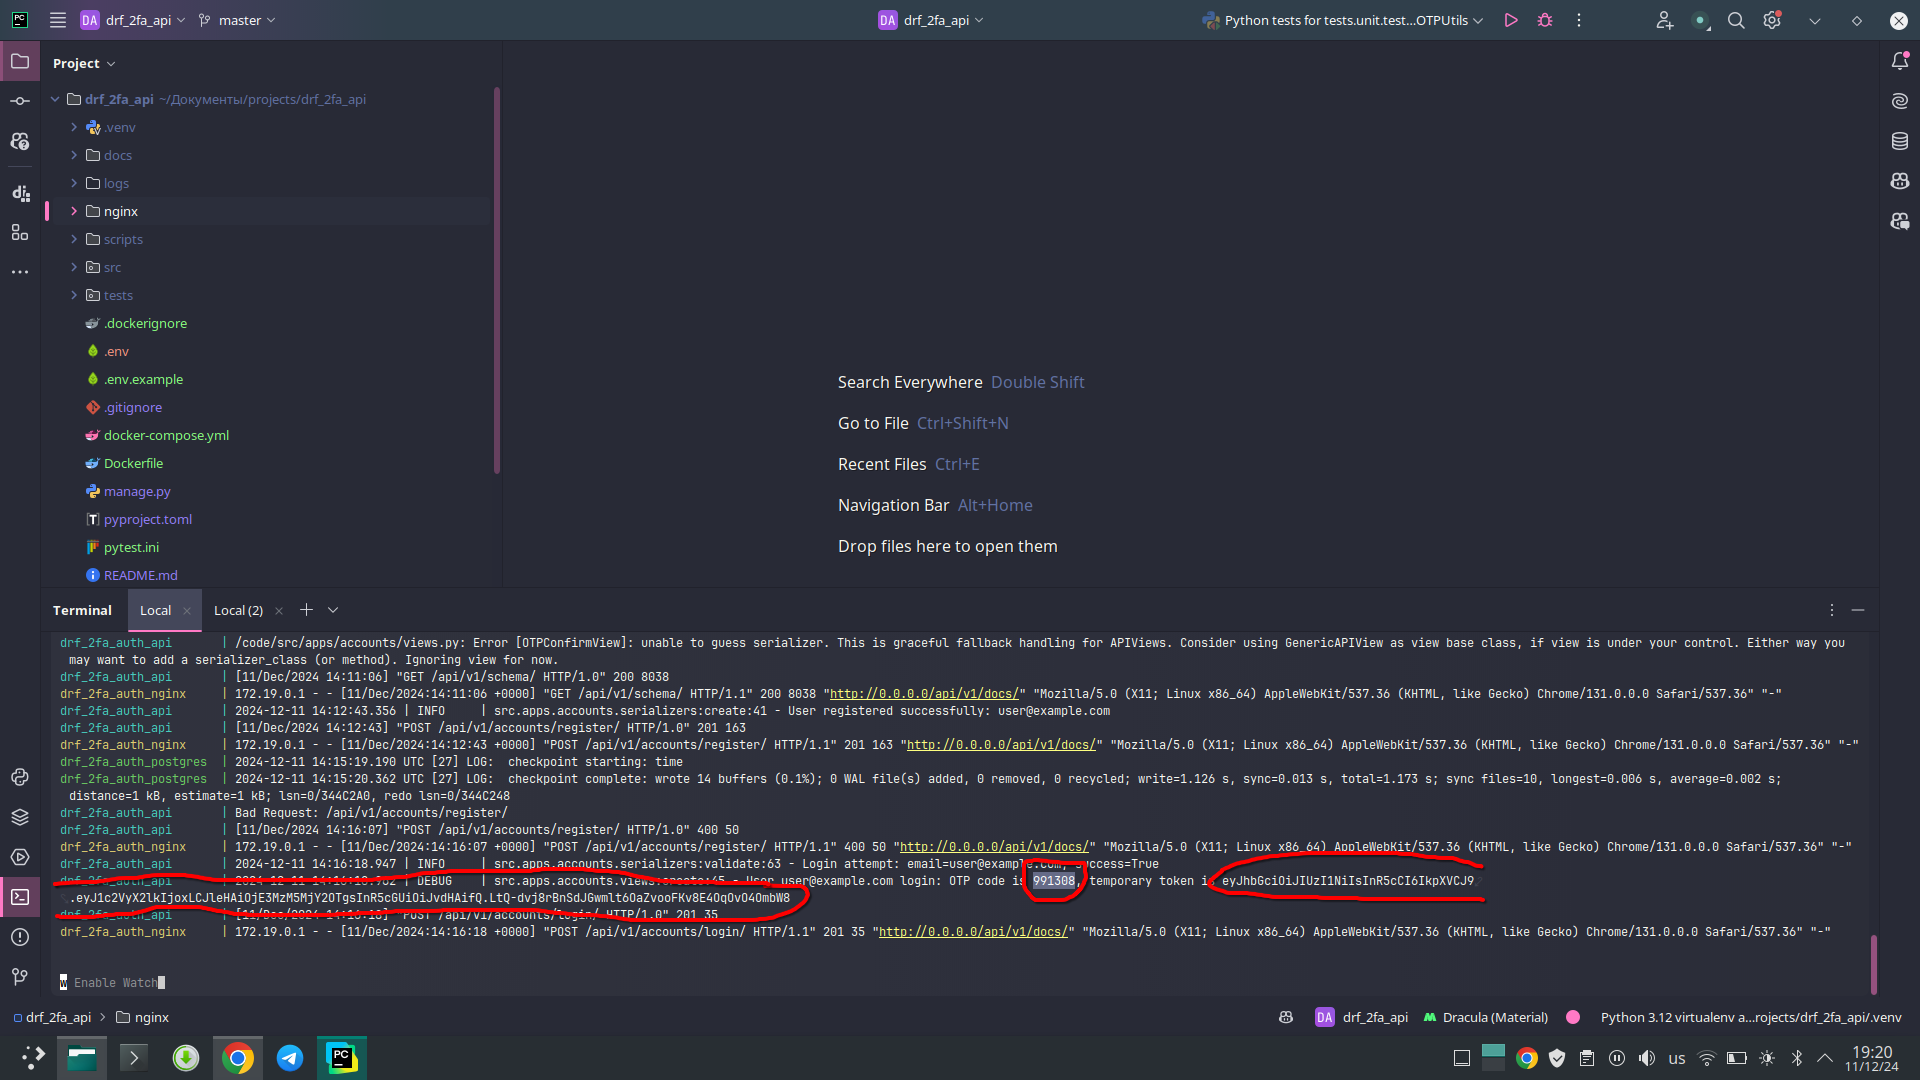 PC DA drf_2fa_api master DA drf_2fa_api Python tests for tests.unit.test...OTPUtils
Project
drf_2fa_api ~/Документы/projects/drf_2fa_api
.venv
docs
logs
nginx
scripts
src
tests
.dockerignore
.env
.env.example
.gitignore
docker-compose.yml
Dockerfile
manage.py
pyproject.toml
pytest.ini
README.md
Search Everywhere Double Shift
Go to File Ctrl+Shift+N
Recent Files Ctrl+E
Navigation Bar Alt+Home
Drop files here to open them
Terminal Local Local (2)
drf_2fa_auth_api | /code/src/apps/accounts/views.py: Error [OTPConfirmView]: unable to guess serializer. This is graceful fallback handling for APIViews. Consider using GenericAPIView as view base class, if view is under your control. Either way you
may want to add a serializer_class (or method). Ignoring view for now.
drf_2fa_auth_api | [11/Dec/2024 14:11:06] "GET /api/v1/schema/ HTTP/1.0" 200 8038
drf_2fa_auth_nginx | 172.19.0.1 - - [11/Dec/2024:14:11:06 +0000] "GET /api/v1/schema/ HTTP/1.1" 200 8038 "http://0.0.0.0/api/v1/docs/" "Mozilla/5.0 (X11; Linux x86_64) AppleWebKit/537.36 (KHTML, like Gecko) Chrome/131.0.0.0 Safari/537.36" "-"
drf_2fa_auth_api | 2024-12-11 14:12:43.356 | INFO | src.apps.accounts.serializers:create:41 - User registered successfully: user@example.com
drf_2fa_auth_api | [11/Dec/2024 14:12:43] "POST /api/v1/accounts/register/ HTTP/1.0" 201 163
drf_2fa_auth_nginx | 172.19.0.1 - - [11/Dec/2024:14:12:43 +0000] "POST /api/v1/accounts/register/ HTTP/1.1" 201 163 "http://0.0.0.0/api/v1/docs/" "Mozilla/5.0 (X11; Linux x86_64) AppleWebKit/537.36 (KHTML, like Gecko) Chrome/131.0.0.0 Safari/537.36" "-"
drf_2fa_auth_postgres | 2024-12-11 14:15:19.190 UTC [27] LOG: checkpoint starting: time
drf_2fa_auth_postgres | 2024-12-11 14:15:20.362 UTC [27] LOG: checkpoint complete: wrote 14 buffers (0.1%); 0 WAL file(s) added, 0 removed, 0 recycled; write=1.126 s, sync=0.013 s, total=1.173 s; sync files=10, longest=0.006 s, average=0.002 s;
distance=1 kB, estimate=1 kB; lsn=0/344C2A0, redo lsn=0/344C248
drf_2fa_auth_api | Bad Request: /api/v1/accounts/register/
drf_2fa_auth_api | [11/Dec/2024 14:16:07] "POST /api/v1/accounts/register/ HTTP/1.0" 400 50
drf_2fa_auth_nginx | 172.19.0.1 - - [11/Dec/2024:14:16:07 +0000] "POST /api/v1/accounts/register/ HTTP/1.1" 400 50 "http://0.0.0.0/api/v1/docs/" "Mozilla/5.0 (X11; Linux x86_64) AppleWebKit/537.36 (KHTML, like Gecko) Chrome/131.0.0.0 Safari/537.36" "-"
drf_2fa_auth_api | 2024-12-11 14:16:18.947 | INFO | src.apps.accounts.serializers:validate:63 - Login attempt: email=user@example.com, success=True
drf_2fa_auth_api | 2024-12-11 14:16:18.962 | DEBUG | src.apps.accounts.views:create:45 - User user@example.com login: OTP code is 991308, temporary token is eyJhbGciOiJIUzI1NiIsInR5cCI6IkpXVCJ9
.eyJ1c2VyX2lkIjoxLCJleHAiOjE3MzM5MjY2OTgsInR5cGUiOiJvdHAifQ.LtQ-dvj8rBnSdJGwmlt6OaZvooFKv8E4OqOvO4OmbW8
drf_2fa_auth_api | [11/Dec/2024 14:16:18] "POST /api/v1/accounts/login/ HTTP/1.0" 201 35
drf_2fa_auth_nginx | 172.19.0.1 - - [11/Dec/2024:14:16:18 +0000] "POST /api/v1/accounts/login/ HTTP/1.1" 201 35 "http://0.0.0.0/api/v1/docs/" "Mozilla/5.0 (X11; Linux x86_64) AppleWebKit/537.36 (KHTML, like Gecko) Chrome/131.0.0.0 Safari/537.36" "-"
w Enable Watch
drf_2fa_api > nginx DA drf_2fa_api Dracula (Material) Python 3.12 virtualenv a...rojects/drf_2fa_api/.venv
PC us 19:20
11/12/24